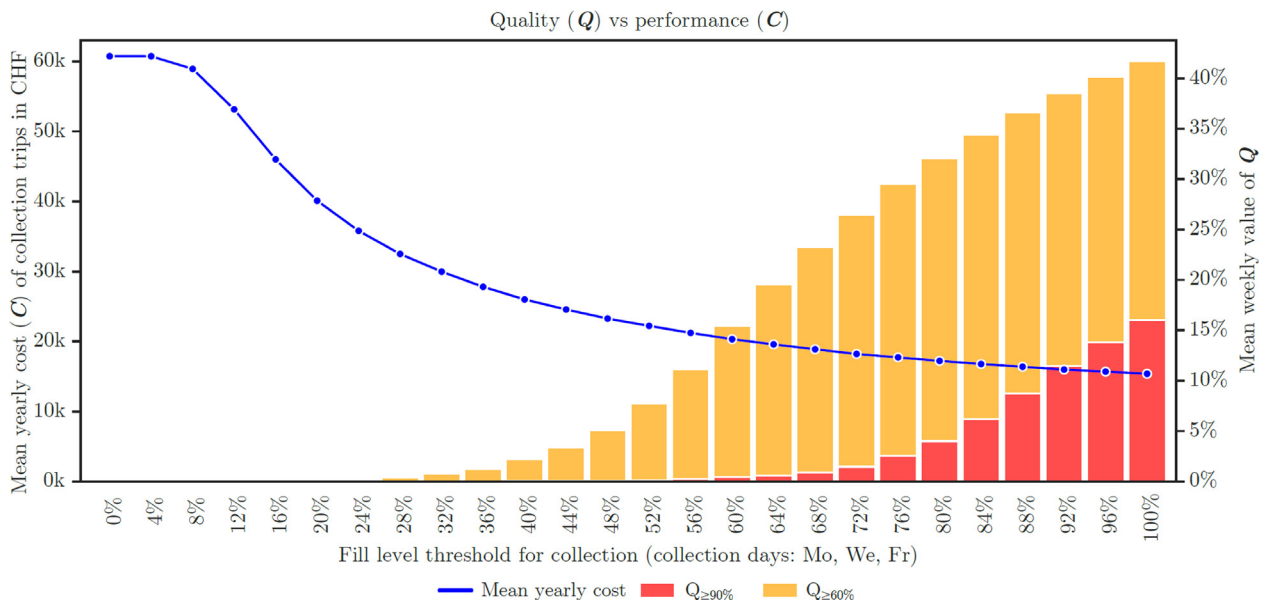 Quality (Q) vs performance (C)
Mean yearly cost (C) of collection trips in CHF
60k
50k
40k
30k
20k
10k
0k
40%
35%
30%
25%
20%
15%
10%
5%
0%
Mean weekly value of Q
0% 4% 8% 12% 16% 20% 24% 28% 32% 36% 40% 44% 48% 52% 56% 60% 64% 68% 72% 76% 80% 84% 88% 92% 96% 100%
Fill level threshold for collection (collection days: Mo, We, Fr)
Mean yearly cost Q≥90% Q≥60%